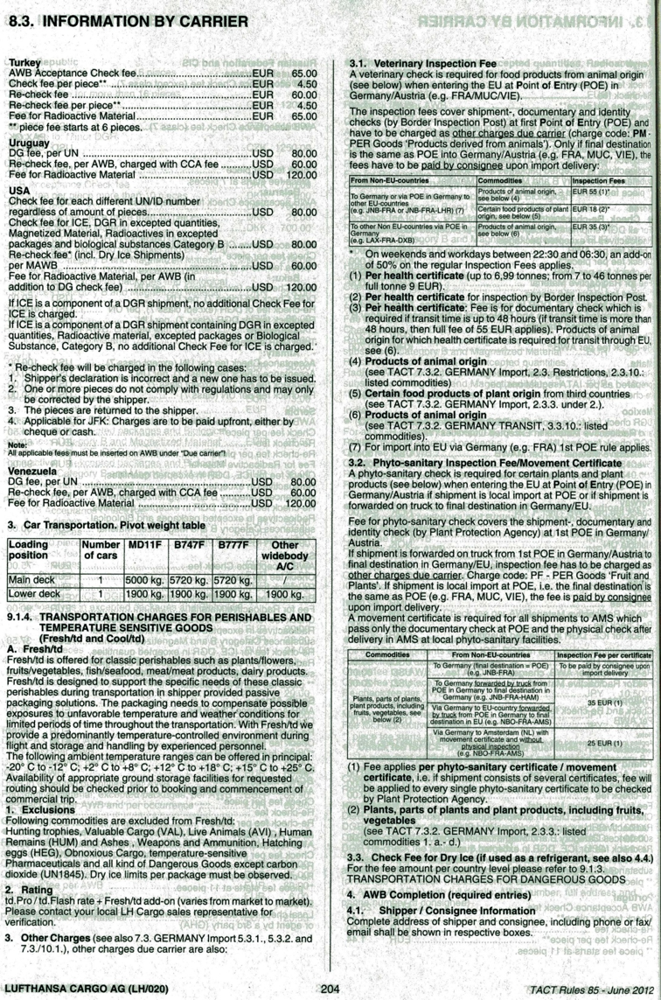 8.3. INFORMATION BY CARRIER
Turkey
AWB Acceptance Check fee..........EUR 65.00
Check fee per piece** ..........EUR 4.50
Re-check fee ..........EUR 60.00
Re-check fee per piece**..........EUR 4.50
Fee for Radioactive Material..........EUR 65.00
** piece fee starts at 6 pieces.
Uruguay
DG fee, per UN ..........USD 80.00
Re-check fee, per AWB, charged with CCA fee ..........USD 60.00
Fee for Radioactive Material ..........USD 120.00
USA
Check fee for each different UN/ID number
regardless of amount of pieces..........USD 80.00
Check fee for ICE, DGR in excepted quantities,
Magnetized Material, Radioactives in excepted
packages and biological substances Category B ..........USD 80.00
Re-check fee* (incl. Dry Ice Shipments)
per MAWB ..........USD 60.00
Fee for Radioactive Material, per AWB (in
addition to DG check fee) ..........USD 120.00
If ICE is a component of a DGR shipment, no additional Check Fee for
ICE is charged.
If ICE is a component of a DGR shipment containing DGR in excepted
quantities, Radioactive material, excepted packages or Biological
Substance, Category B, no additional Check Fee for ICE is charged.
* Re-check fee will be charged in the following cases:
1. Shipper's declaration is incorrect and a new one has to be issued.
2. One or more pieces do not comply with regulations and may only
be corrected by the shipper.
3. The pieces are returned to the shipper.
4. Applicable for JFK: Charges are to be paid upfront, either by
cheque or cash.
Note:
All applicable fees must be inserted on AWB under "Due carrier"!
Venezuela
DG fee, per UN ..........USD 80.00
Re-check fee, per AWB, charged with CCA fee ..........USD 60.00
Fee for Radioactive Material ..........USD 120.00
3. Car Transportation. Pivot weight table
Loading position Number of cars MD11F B747F B777F Other widebody A/C
Main deck 1 5000 kg. 5720 kg. 5720 kg. /
Lower deck 1 1900 kg. 1900 kg. 1900 kg. 1900 kg.
9.1.4. TRANSPORTATION CHARGES FOR PERISHABLES AND
TEMPERATURE SENSITIVE GOODS
(Fresh/td and Cool/td)
A. Fresh/td
Fresh/td is offered for classic perishables such as plants/flowers,
fruits/vegetables, fish/seafood, meat/meat products, dairy products.
Fresh/td is designed to support the specific needs of these classic
perishables during transportation in shipper provided passive
packaging solutions. The packaging needs to compensate possible
exposures to unfavorable temperature and weather conditions for
limited periods of time throughout the transportation. With Fresh/td we
provide a predominantly temperature-controlled environment during
flight and storage and handling by experienced personnel.
The following ambient temperature ranges can be offered in principal:
-20° C to -12° C; +2° C to +8° C; +12° C to +18° C; +15° C to +25° C.
Availability of appropriate ground storage facilities for requested
routing should be checked prior to booking and commencement of
commercial trip.
1. Exclusions
Following commodities are excluded from Fresh/td:
Hunting trophies, Valuable Cargo (VAL), Live Animals (AVI) , Human
Remains (HUM) and Ashes , Weapons and Ammunition, Hatching
eggs (HEG), Obnoxious Cargo, temperature-sensitive
Pharmaceuticals and all kind of Dangerous Goods except carbon
dioxide (UN1845). Dry ice limits per package must be observed.
2. Rating
td.Pro / td.Flash rate + Fresh/td add-on (varies from market to market).
Please contact your local LH Cargo sales representative for
verification.
3. Other Charges (see also 7.3. GERMANY Import 5.3.1., 5.3.2. and
7.3./10.1.), other charges due carrier are also:
3.1. Veterinary Inspection Fee
A veterinary check is required for food products from animal origin
(see below) when entering the EU at Point of Entry (POE) in
Germany/Austria (e.g. FRA/MUC/VIE).
The inspection fees cover shipment-, documentary and identity
checks (by Border Inspection Post) at first Point of Entry (POE) and
have to be charged as other charges due carrier (charge code: PM -
PER Goods 'Products derived from animals'). Only if final destination
is the same as POE into Germany/Austria (e.g. FRA, MUC, VIE), the
fees have to be paid by consignee upon import delivery:
From Non-EU-countries Commodities Inspection Fees
To Germany or via POE in Germany to other EU-countries (e.g. JNB-FRA or JNB-FRA-LHR) (7) Products of animal origin, see below (4) EUR 55 (1)*
Certain food products of plant origin, see below (5) EUR 18 (2)*
To other Non EU-countries via POE in Germany (e.g. LAX-FRA-DXB) Products of animal origin, see below (6) EUR 35 (3)*
* On weekends and workdays between 22:30 and 06:30, an add-on
of 50% on the regular Inspection Fees applies.
(1) Per health certificate (up to 6,99 tonnes; from 7 to 46 tonnes per
full tonne 9 EUR).
(2) Per health certificate for inspection by Border Inspection Post.
(3) Per health certificate: Fee is for documentary check which is
required if transit time is up to 48 hours (if transit time is more than
48 hours, then full fee of 55 EUR applies). Products of animal
origin for which health certificate is required for transit through EU,
see (6).
(4) Products of animal origin
(see TACT 7.3.2. GERMANY Import, 2.3. Restrictions, 2.3.10.:
listed commodities)
(5) Certain food products of plant origin from third countries
(see TACT 7.3.2. GERMANY Import, 2.3.3. under 2.).
(6) Products of animal origin
(see TACT 7.3.2. GERMANY TRANSIT, 3.3.10.: listed
commodities).
(7) For import into EU via Germany (e.g. FRA) 1st POE rule applies.
3.2. Phyto-sanitary Inspection Fee/Movement Certificate
A phyto-sanitary check is required for certain plants and plant
products (see below) when entering the EU at Point of Entry (POE) in
Germany/Austria if shipment is local import at POE or if shipment is
forwarded on truck to final destination in Germany/EU.
Fee for phyto-sanitary check covers the shipment-, documentary and
identity check (by Plant Protection Agency) at 1st POE in Germany/
Austria.
If shipment is forwarded on truck from 1st POE in Germany/Austria to
final destination in Germany/EU, inspection fee has to be charged as
other charges due carrier. Charge code: PF - PER Goods 'Fruit and
Plants'. If shipment is local import at POE, i.e. the final destination is
the same as POE (e.g. FRA, MUC, VIE), the fee is paid by consignee
upon import delivery.
A movement certificate is required for all shipments to AMS which
pass only the documentary check at POE and the physical check after
delivery in AMS at local phyto-sanitary facilities.
Commodities From Non-EU-countries Inspection Fee per certificate
Plants, parts of plants, plant products, including fruits, vegetables, see below (2) To Germany (final destination = POE) (e.g. JNB-FRA) To be paid by consignee upon import delivery
To Germany forwarded by truck from POE in Germany to final destination in Germany (e.g. JNB-FRA-HAM) 35 EUR (1)
Via Germany to EU-country forwarded by truck from POE in Germany to final destination in EU (e.g. NBO-FRA-AMS)
Via Germany to Amsterdam (NL) with movement certificate and without physical inspection (e.g. NBO-FRA-AMS) 25 EUR (1)
(1) Fee applies per phyto-sanitary certificate / movement
certificate, i.e. if shipment consists of several certificates, fee will
be applied to every single phyto-sanitary certificate to be checked
by Plant Protection Agency.
(2) Plants, parts of plants and plant products, including fruits,
vegetables
(see TACT 7.3.2. GERMANY Import, 2.3.3.: listed
commodities 1. a.- d.)
3.3. Check Fee for Dry Ice (if used as a refrigerant, see also 4.4.)
For the fee amount per country level please refer to 9.1.3.
TRANSPORTATION CHARGES FOR DANGEROUS GOODS
4. AWB Completion (required entries)
4.1. Shipper / Consignee Information
Complete address of shipper and consignee, including phone or fax/
email shall be shown in respective boxes.
LUFTHANSA CARGO AG (LH/020)
204
TACT Rules 85 - June 2012